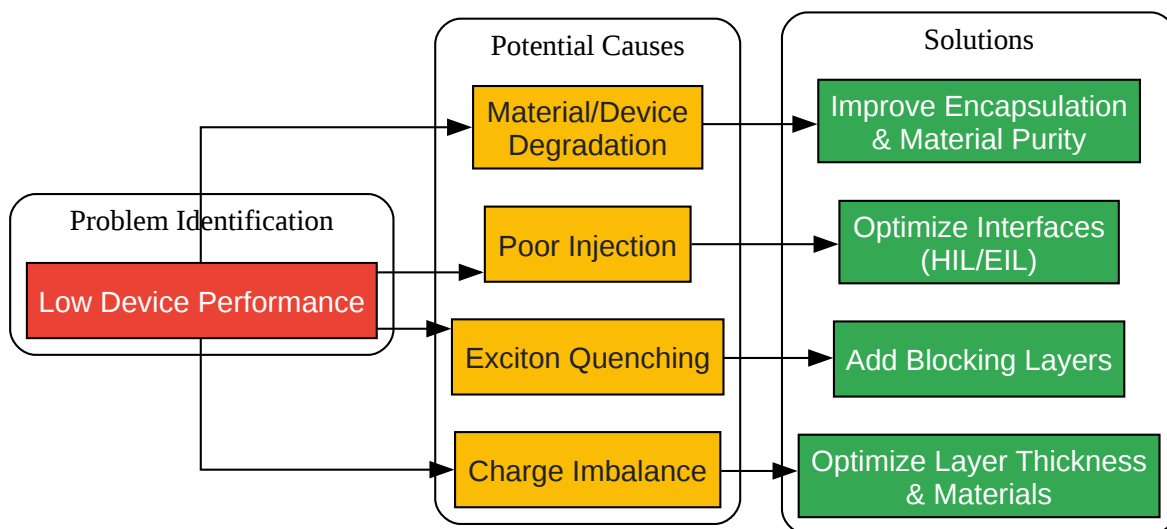 Problem Identification
Low Device Performance
Potential Causes
Material/Device
Degradation
Poor Injection
Exciton Quenching
Charge Imbalance
Solutions
Improve Encapsulation
& Material Purity
Optimize Interfaces
(HIL/EIL)
Add Blocking Layers
Optimize Layer Thickness
& Materials